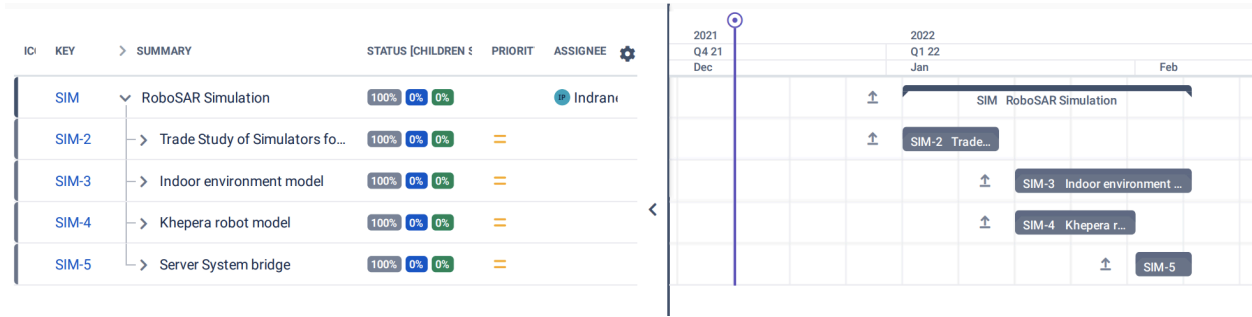 2021 2022
ICO KEY SUMMARY STATUS [CHILDREN S PRIORIT ASSIGNEE Q4 21 Q1 22
Dec Jan Feb
SIM RoboSAR Simulation 100% 0% 0% IP Indrane SIM RoboSAR Simulation
SIM-2 Trade Study of Simulators fo... 100% 0% 0% SIM-2 Trade...
SIM-3 Indoor environment model 100% 0% 0% SIM-3 Indoor environment ...
SIM-4 Khepera robot model 100% 0% 0% SIM-4 Khepera r...
SIM-5 Server System bridge 100% 0% 0% SIM-5